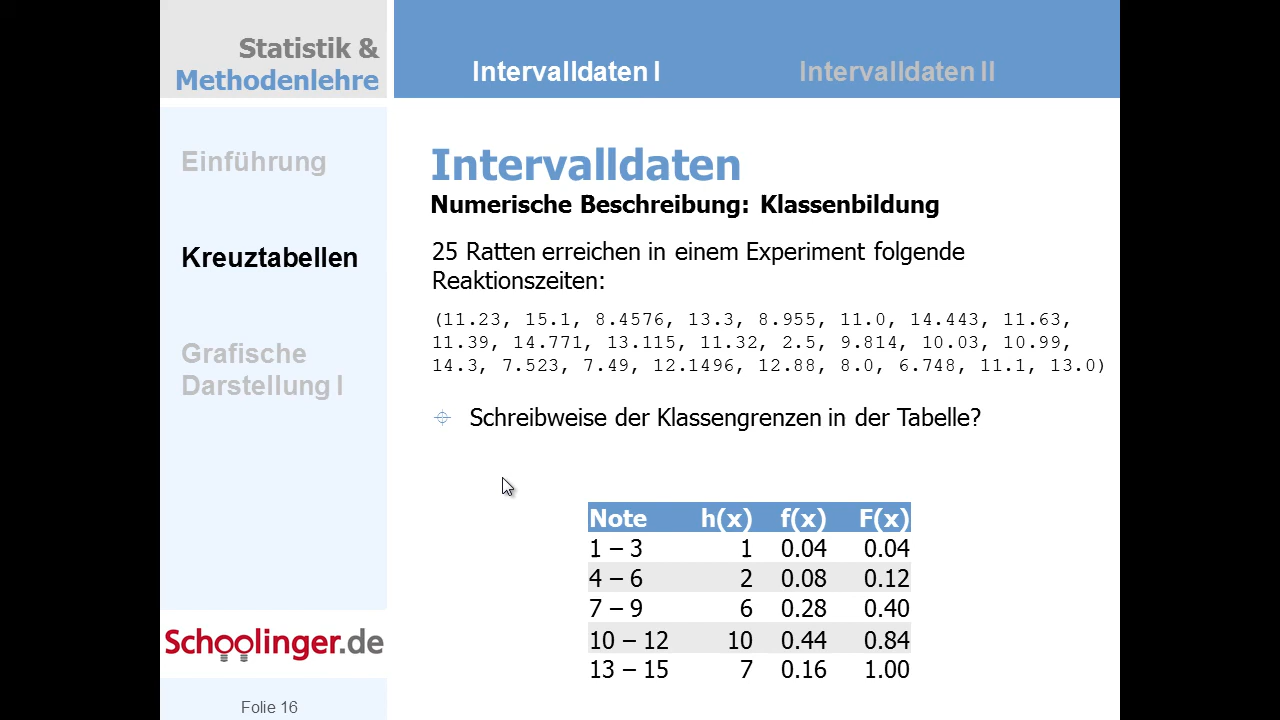 Statistik &
Methodenlehre
Intervalldaten I
Intervalldaten II
Einführung
Kreuztabellen
Grafische
Darstellung I
Schoolinger.de
Folie 16
Intervalldaten
Numerische Beschreibung: Klassenbildung
25 Ratten erreichen in einem Experiment folgende
Reaktionszeiten:
(11.23, 15.1, 8.4576, 13.3, 8.955, 11.0, 14.443, 11.63,
11.39, 14.771, 13.115, 11.32, 2.5, 9.814, 10.03, 10.99,
14.3, 7.523, 7.49, 12.1496, 12.88, 8.0, 6.748, 11.1, 13.0)
Schreibweise der Klassengrenzen in der Tabelle?
Note h(x) f(x) F(x)
1 – 3 1 0.04 0.04
4 – 6 2 0.08 0.12
7 – 9 6 0.28 0.40
10 – 12 10 0.44 0.84
13 – 15 7 0.16 1.00